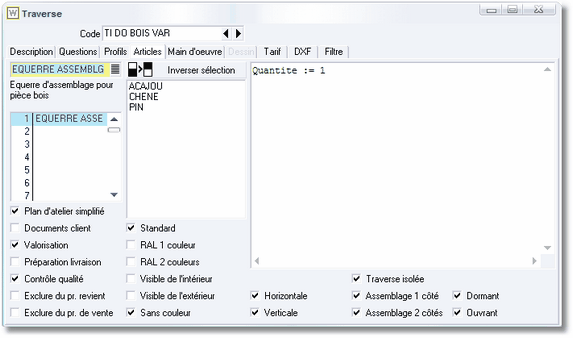 W Traverse
Code TI DO BOIS VAR
Description Questions Profils Articles Main d'oeuvre Dessin Tarif DXF Filtre
EQUERRE ASSEMBLG Inverser sélection
Equerre d'assemblage pour
pièce bois
ACAJOU
CHENE
PIN
Quantite := 1
1 EQUERRE ASSE
2
3
4
5
6
7
Plan d'atelier simplifié
Documents client Standard
Valorisation RAL 1 couleur
Préparation livraison RAL 2 couleurs
Contrôle qualité Visible de l'intérieur Traverse isolée
Exclure du pr. revient Visible de l'extérieur Horizontale Assemblage 1 côté Dormant
Exclure du pr. de vente Sans couleur Verticale Assemblage 2 côtés Ouvrant